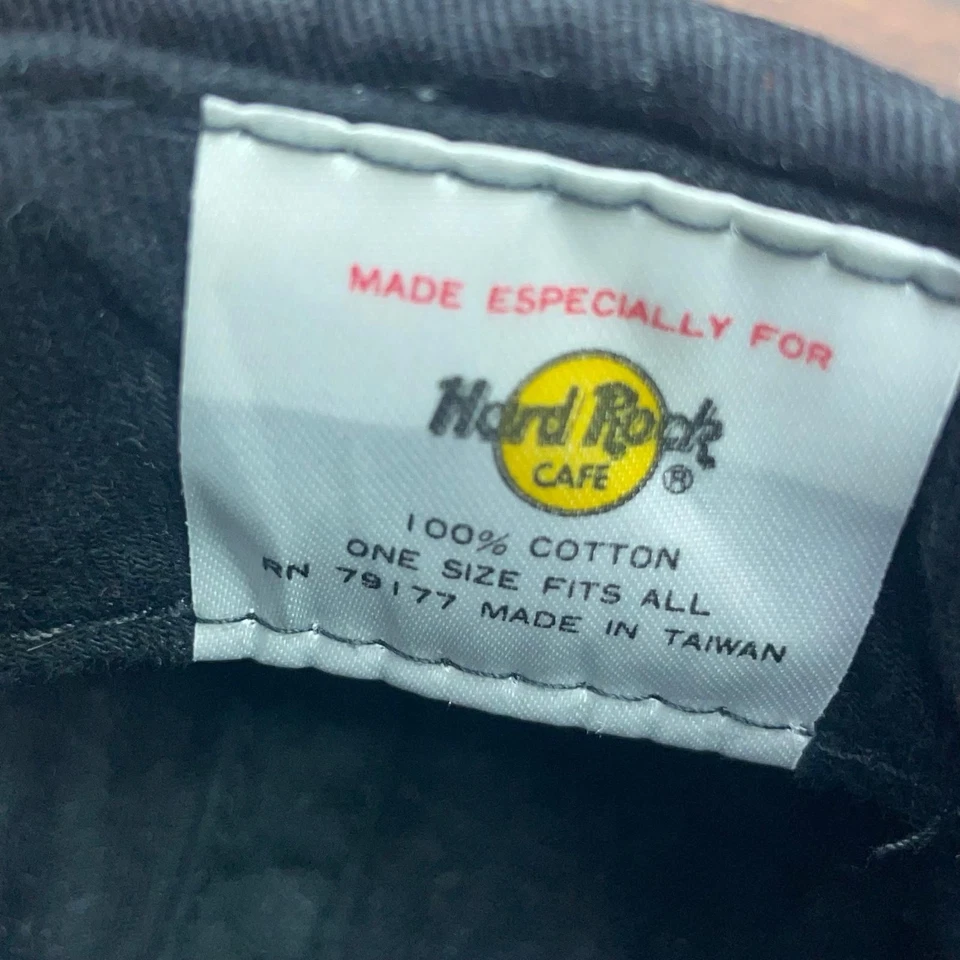 MADE ESPECIALLY FOR
Hard Rock
CAFE ®
100% COTTON
ONE SIZE FITS ALL
RN 79177 MADE IN TAIWAN